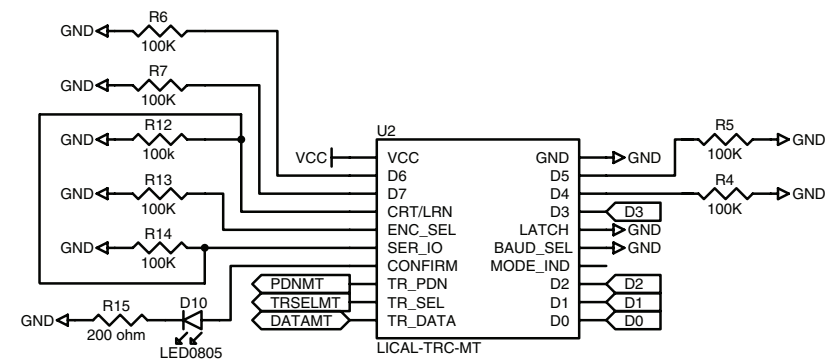 R6
GND
100K
R7
GND
100K
R12
GND
100k
R13
GND
100K
R14
GND
100K
R15
GND
200 ohm
D10
LED0805
PDNMT
TRSELMT
DATAMT
VCC
U2
VCC GND
D6 D5
D7 D4
CRT/LRN D3
ENC_SEL LATCH
SER_IO BAUD_SEL
CONFIRM MODE_IND
TR_PDN D2
TR_SEL D1
TR_DATA D0
LICAL-TRC-MT
GND
R5
100K
GND
R4
100K
GND
D3
GND
GND
D2
D1
D0